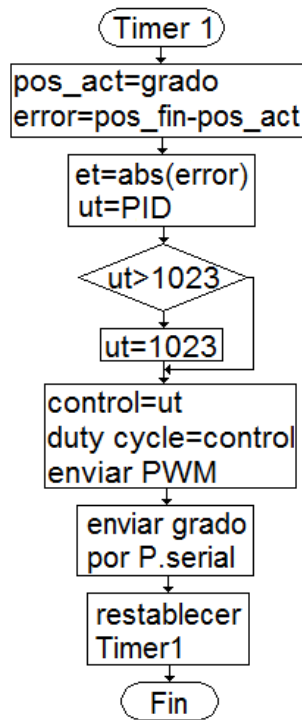 Timer 1
pos_act=grado
error=pos_fin-pos_act
et=abs(error)
ut=PID
ut>1023
ut=1023
control=ut
duty cycle=control
enviar PWM
enviar grado
por P.serial
restablecer
Timer1
Fin